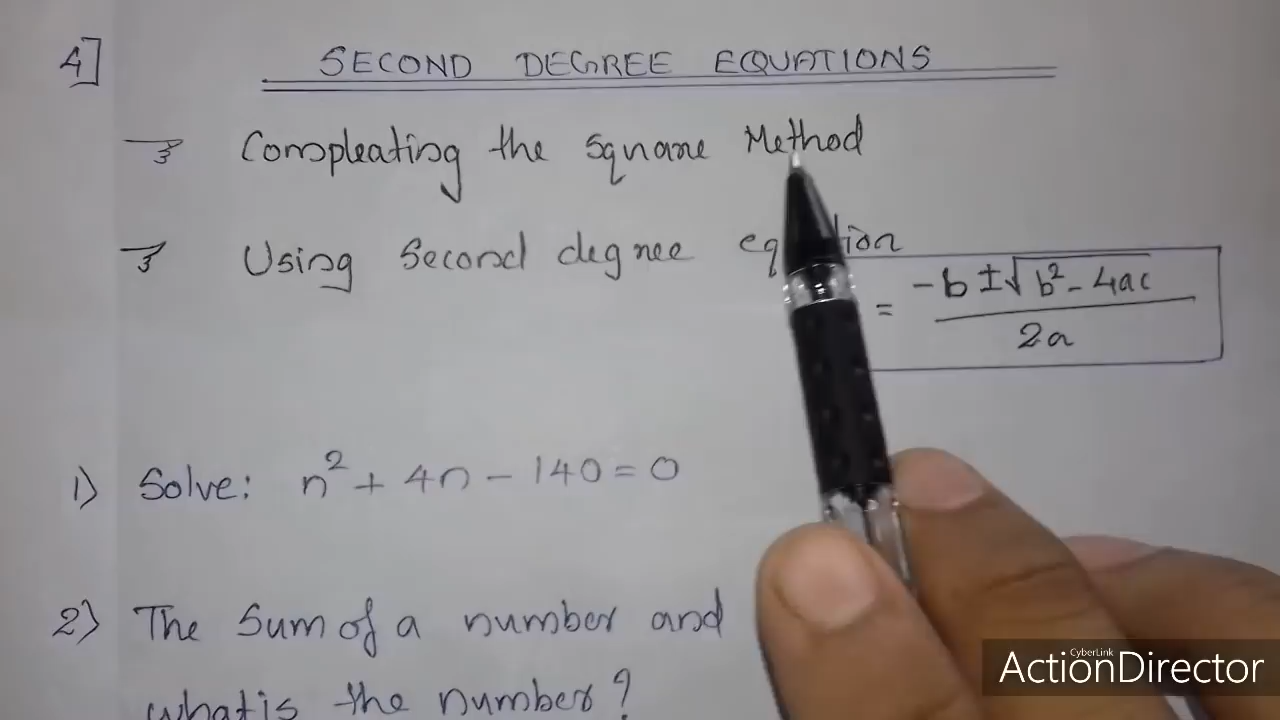 4]
SECOND DEGREE EQUATIONS
→ Compleating the square Method
→ Using Second degree
= -b ± √b² - 4ac / 2a
1) Solve: n² + 4n - 140 = 0
2) The Sum of a number and
what is the number?
CyberLink
ActionDirector